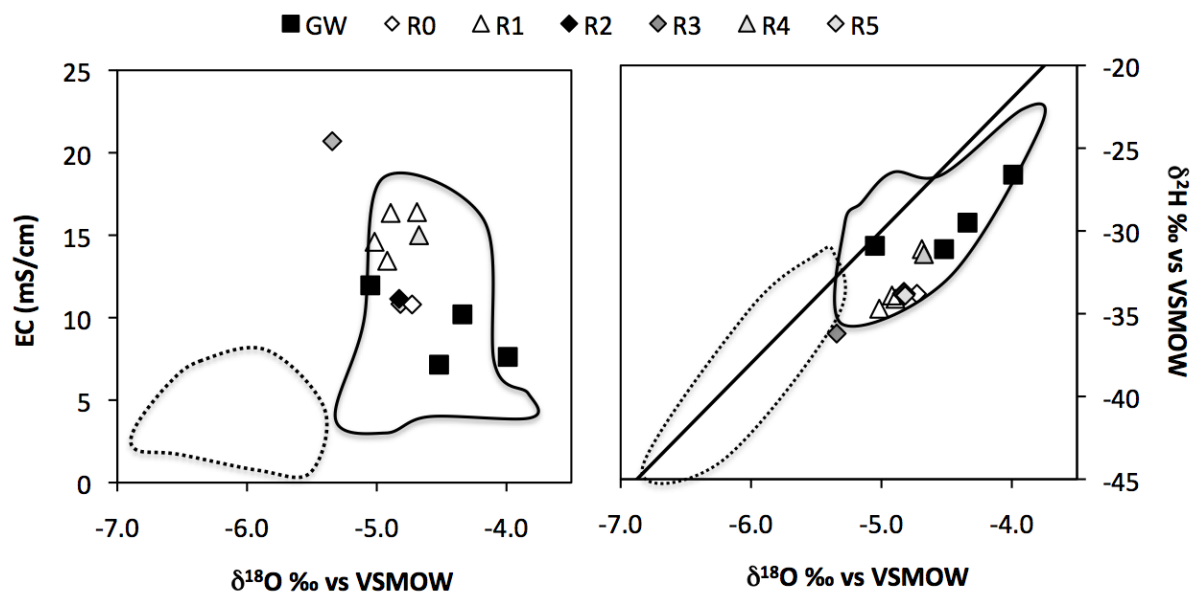 GW R0 R1 R2 R3 R4 R5
25
20
15
10
5
0
EC (mS/cm)
-7.0 -6.0 -5.0 -4.0
δ¹⁸O ‰ vs VSMOW
-20
-25
-30
-35
-40
-45
δ²H ‰ vs VSMOW
-7.0 -6.0 -5.0 -4.0
δ¹⁸O ‰ vs VSMOW